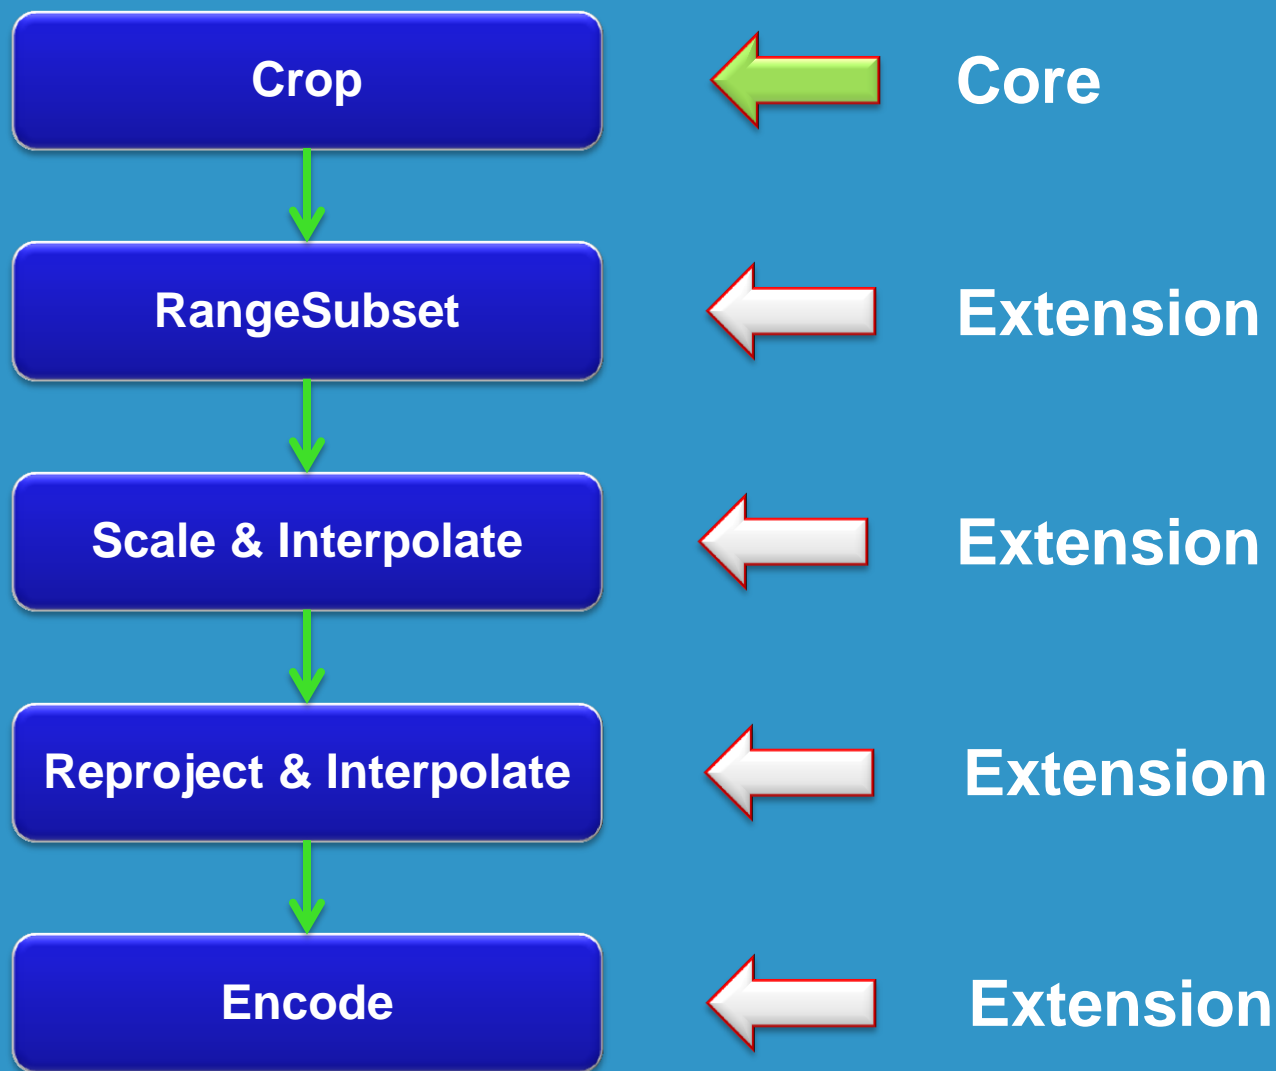 Crop
Core
RangeSubset
Extension
Scale & Interpolate
Extension
Reproject & Interpolate
Extension
Encode
Extension